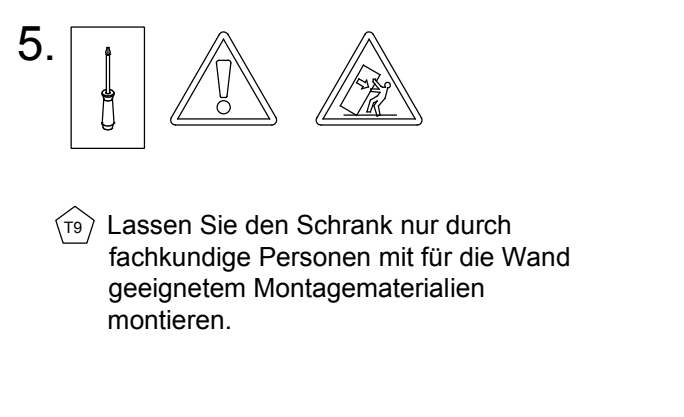 5.
T9 Lassen Sie den Schrank nur durch
fachkundige Personen mit für die Wand
geeignetem Montagematerialien
montieren.